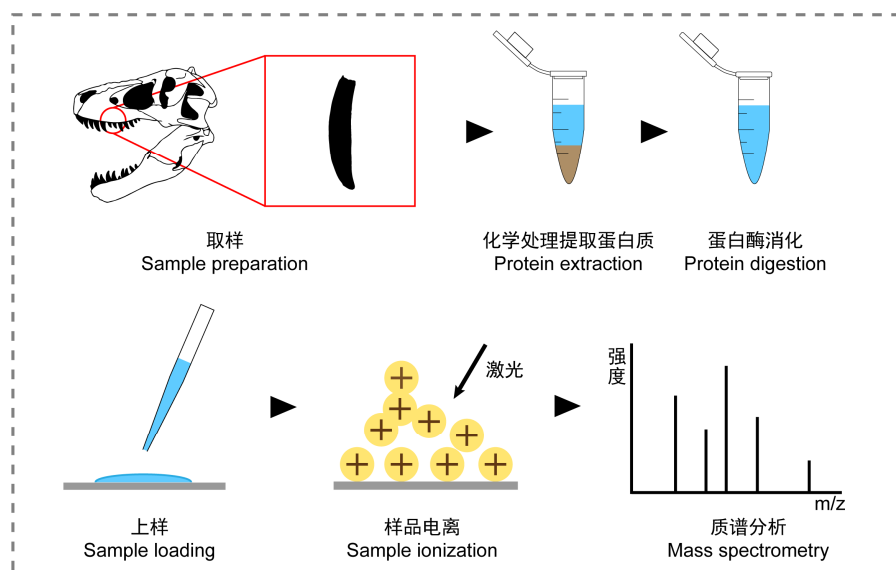 取样
Sample preparation
化学处理提取蛋白质
Protein extraction
蛋白酶消化
Protein digestion
激光
强度
m/z
上样
Sample loading
样品电离
Sample ionization
质谱分析
Mass spectrometry